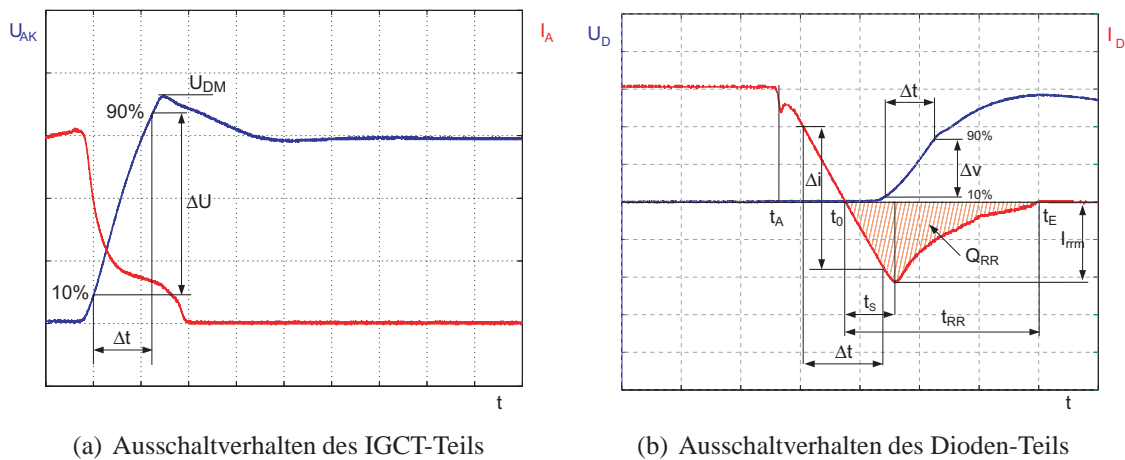 U_AK
I_A
U_DM
90%
ΔU
10%
Δt
t
(a) Ausschaltverhalten des IGCT-Teils
U_D
I_D
Δt
90%
Δv
10%
Δi
t_A
t_0
t_E
I_rrm
Q_RR
t_S
t_RR
Δt
t
(b) Ausschaltverhalten des Dioden-Teils